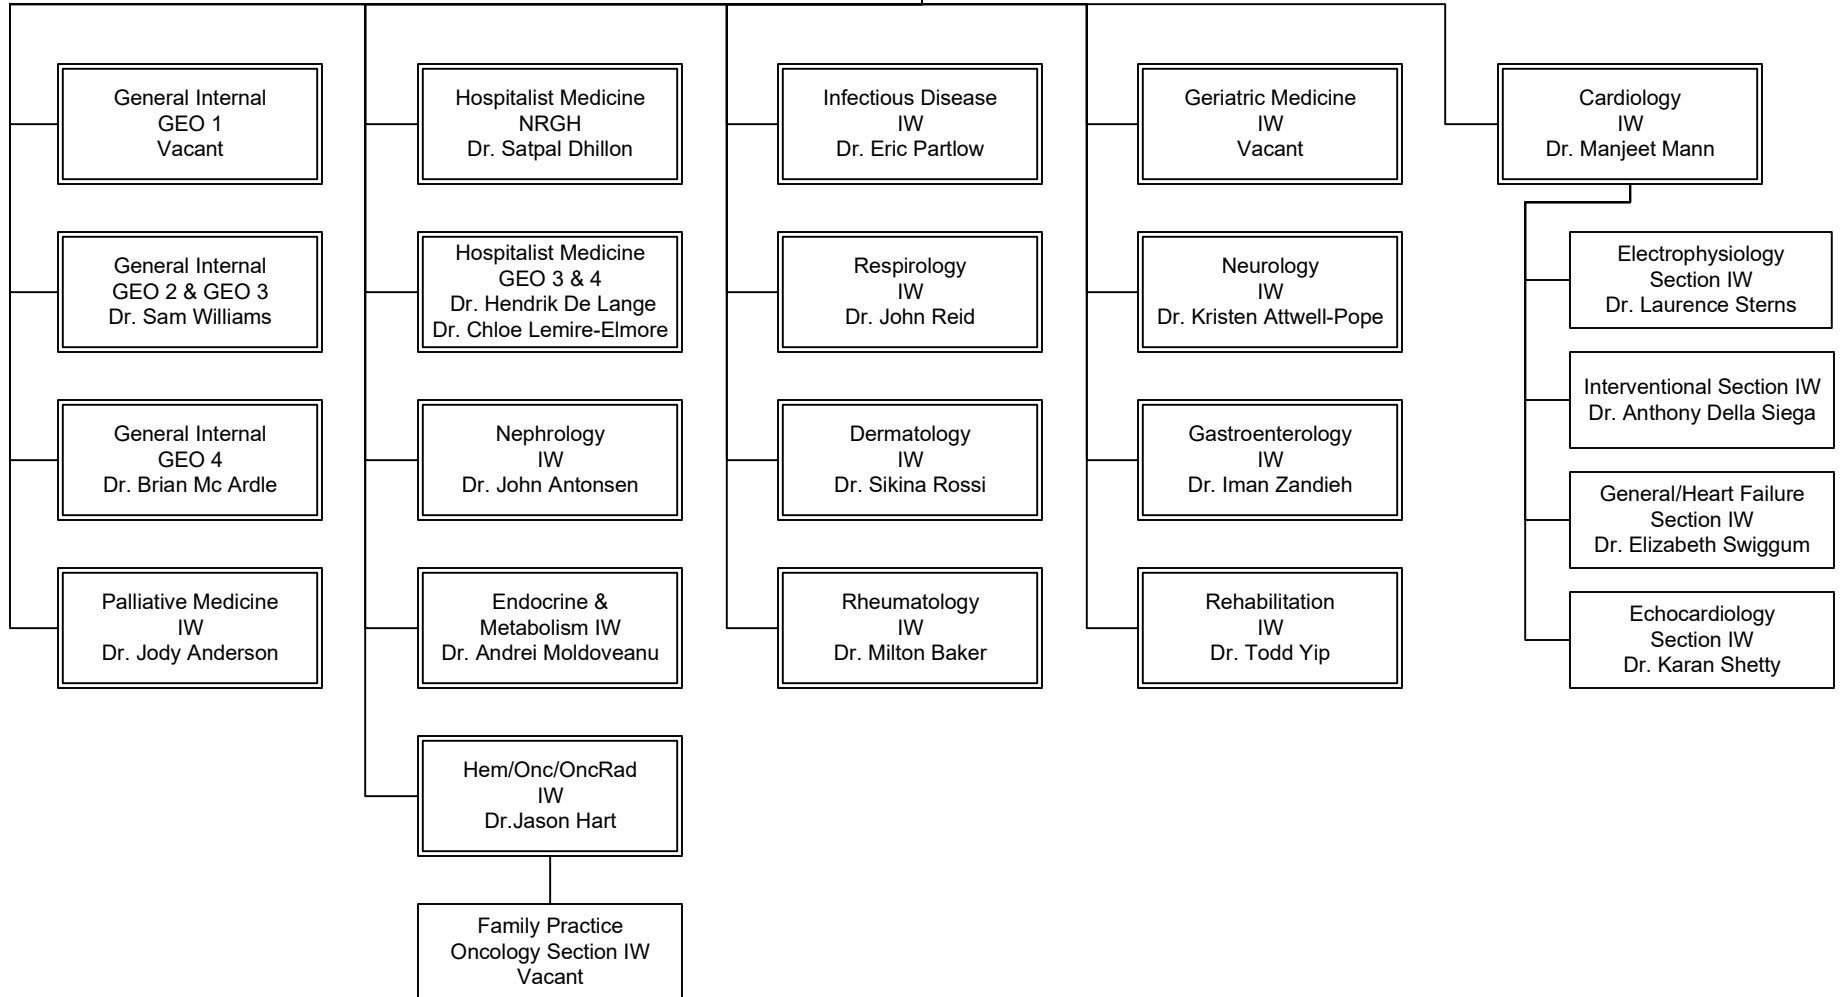 General Internal
GEO 1
Vacant
Hospitalist Medicine
NRGH
Dr. Satpal Dhillon
Infectious Disease
IW
Dr. Eric Partlow
Geriatric Medicine
IW
Vacant
Cardiology
IW
Dr. Manjeet Mann
General Internal
GEO 2 & GEO 3
Dr. Sam Williams
Hospitalist Medicine
GEO 3 & 4
Dr. Hendrik De Lange
Dr. Chloe Lemire-Elmore
Respirology
IW
Dr. John Reid
Neurology
IW
Dr. Kristen Attwell-Pope
Electrophysiology
Section IW
Dr. Laurence Sterns
Interventional Section IW
Dr. Anthony Della Siega
General Internal
GEO 4
Dr. Brian Mc Ardle
Nephrology
IW
Dr. John Antonsen
Dermatology
IW
Dr. Sikina Rossi
Gastroenterology
IW
Dr. Iman Zandieh
General/Heart Failure
Section IW
Dr. Elizabeth Swiggum
Palliative Medicine
IW
Dr. Jody Anderson
Endocrine &
Metabolism IW
Dr. Andrei Moldoveanu
Rheumatology
IW
Dr. Milton Baker
Rehabilitation
IW
Dr. Todd Yip
Echocardiology
Section IW
Dr. Karan Shetty
Hem/Onc/OncRad
IW
Dr.Jason Hart
Family Practice
Oncology Section IW
Vacant